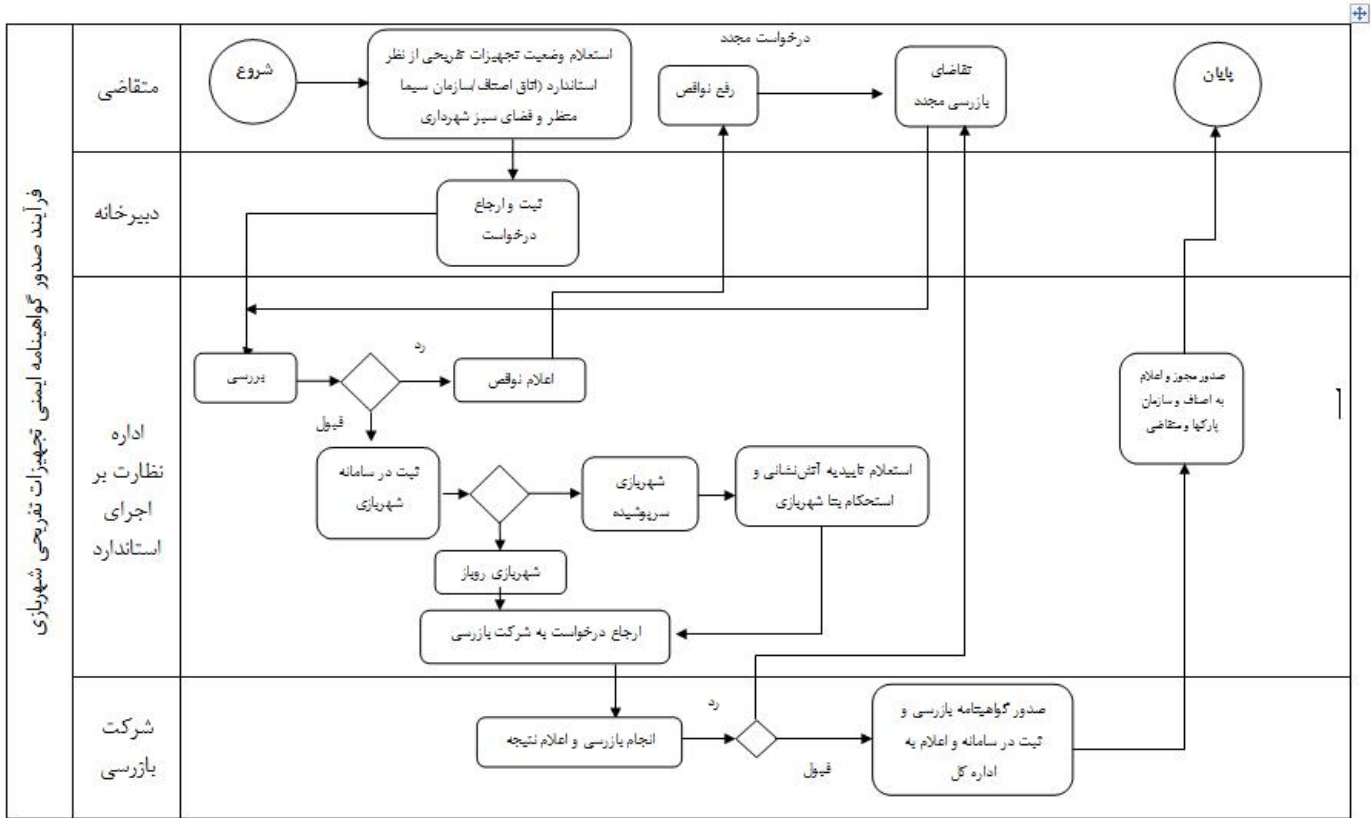 فرآیند صدور گواهینامه ایمنی تجهیزات تفریحی شهربازی
متقاضی
شروع
استعلام وضعیت تجهیزات تفریحی از نظر
استاندارد (اتاق اصناف/سازمان سیما
منظر و فضای سبز شهرداری
درخواست مجدد
رفع نواقص
تقاضای
بازرسی مجدد
پایان
دبیرخانه
ثبت و ارجاع
درخواست
اداره
نظارت بر
اجرای
استاندارد
بررسی
رد
اعلام نواقص
قبول
ثبت در سامانه
شهربازی
شهربازی
سرپوشیده
استعلام تاییدیه آتش‌نشانی و
استحکام بنا شهربازی
شهربازی روباز
ارجاع درخواست به شرکت بازرسی
صدور مجوز و اعلام
به اصناف و سازمان
پارکها و متقاضی
شرکت
بازرسی
انجام بازرسی و اعلام نتیجه
رد
قبول
صدور گواهینامه بازرسی و
ثبت در سامانه و اعلام به
اداره کل